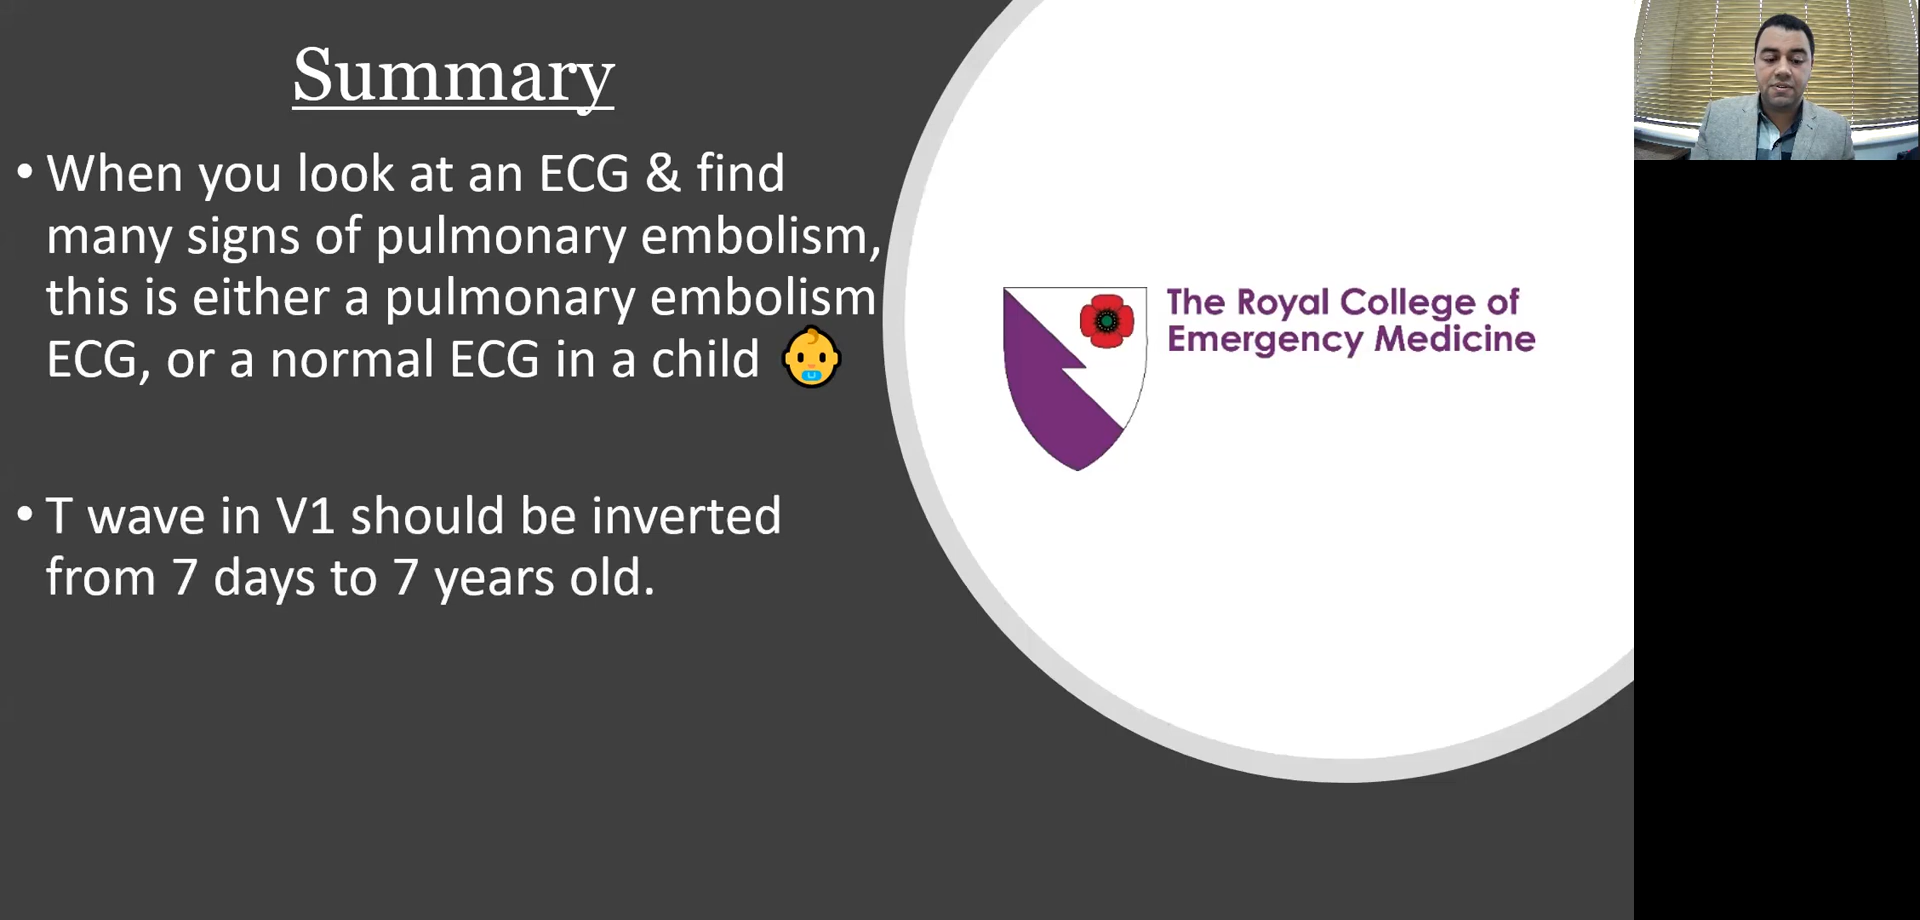 Summary
• When you look at an ECG & find
many signs of pulmonary embolism,
this is either a pulmonary embolism
ECG, or a normal ECG in a child 👶
• T wave in V1 should be inverted
from 7 days to 7 years old.
The Royal College of
Emergency Medicine